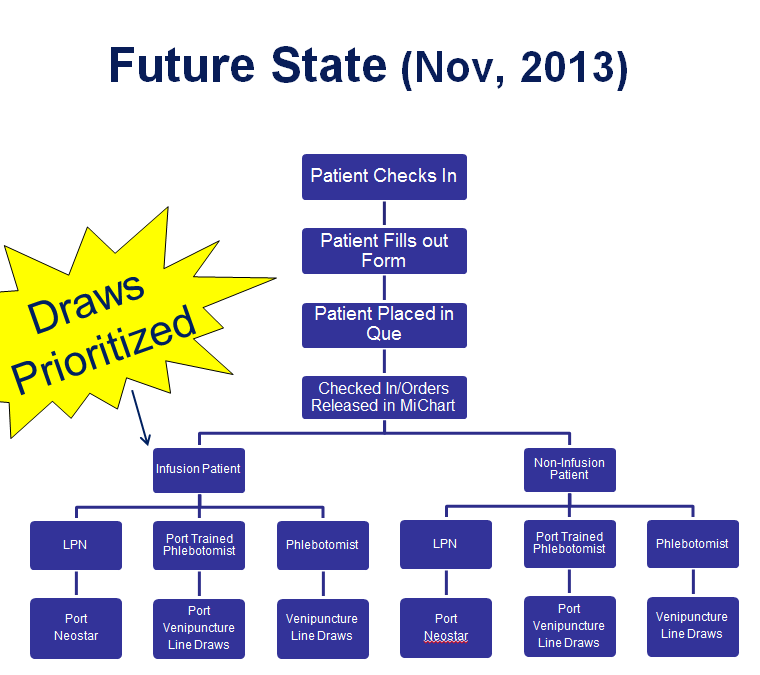 Future State (Nov, 2013)
Patient Checks In
Patient Fills out
Form
Patient Placed in
Que
Checked In/Orders
Released in MiChart
Draws
Prioritized
Infusion Patient
Non-Infusion
Patient
LPN
Port Trained
Phlebotomist
Phlebotomist
LPN
Port Trained
Phlebotomist
Phlebotomist
Port
Neostar
Port
Venipuncture
Line Draws
Venipuncture
Line Draws
Port
Neostar
Port
Venipuncture
Line Draws
Venipuncture
Line Draws